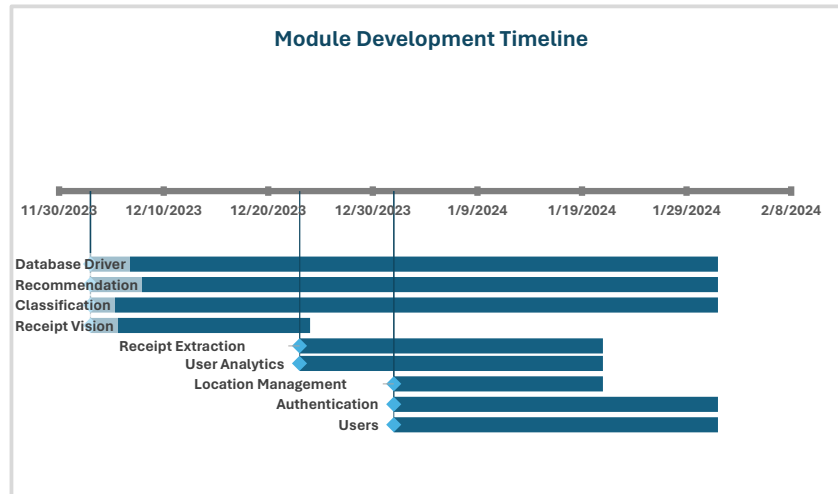 Module Development Timeline
11/30/2023 12/10/2023 12/20/2023 12/30/2023 1/9/2024 1/19/2024 1/29/2024 2/8/2024
Database Driver
Recommendation
Classification
Receipt Vision
Receipt Extraction
User Analytics
Location Management
Authentication
Users